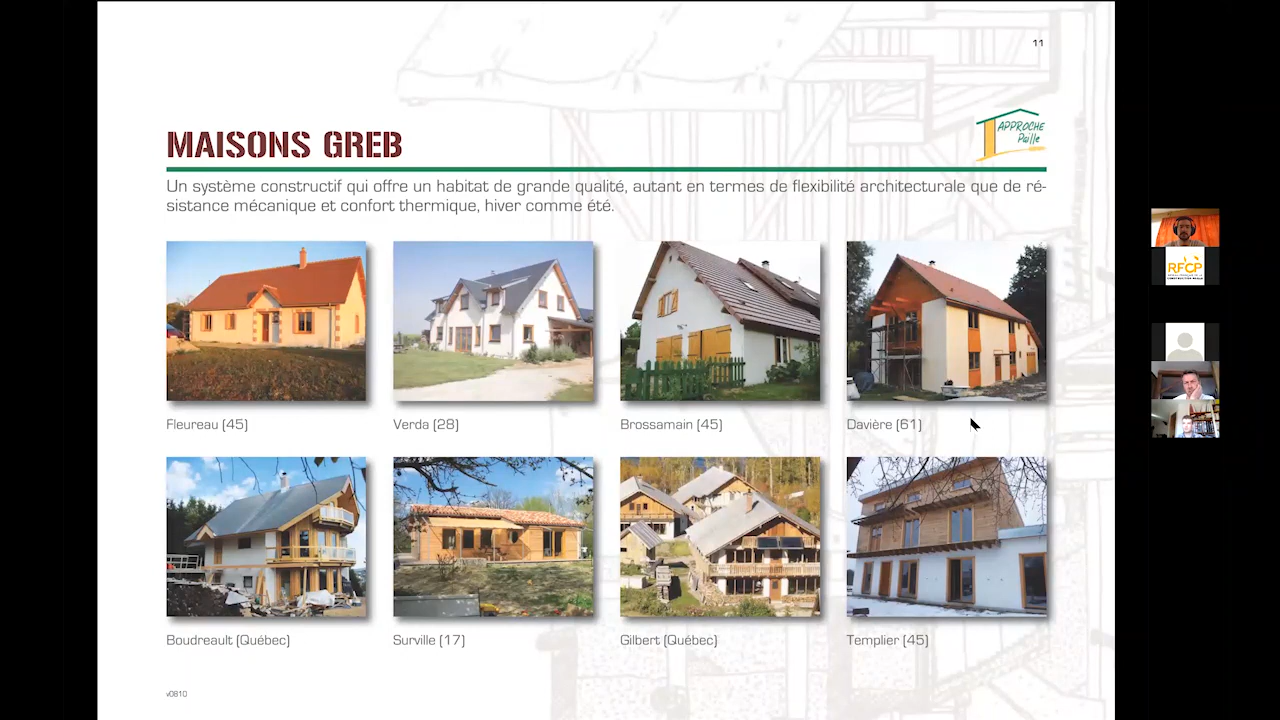 11
MAISONS GREB
APPROCHE
Paille
Un système constructif qui offre un habitat de grande qualité, autant en termes de flexibilité architecturale que de ré-
sistance mécanique et confort thermique, hiver comme été.
Fleureau (45)
Verda (28)
Brossamain (45)
Davière (61)
Boudreault (Québec)
Surville (17)
Gilbert (Québec)
Templier (45)
v0810
RFCP